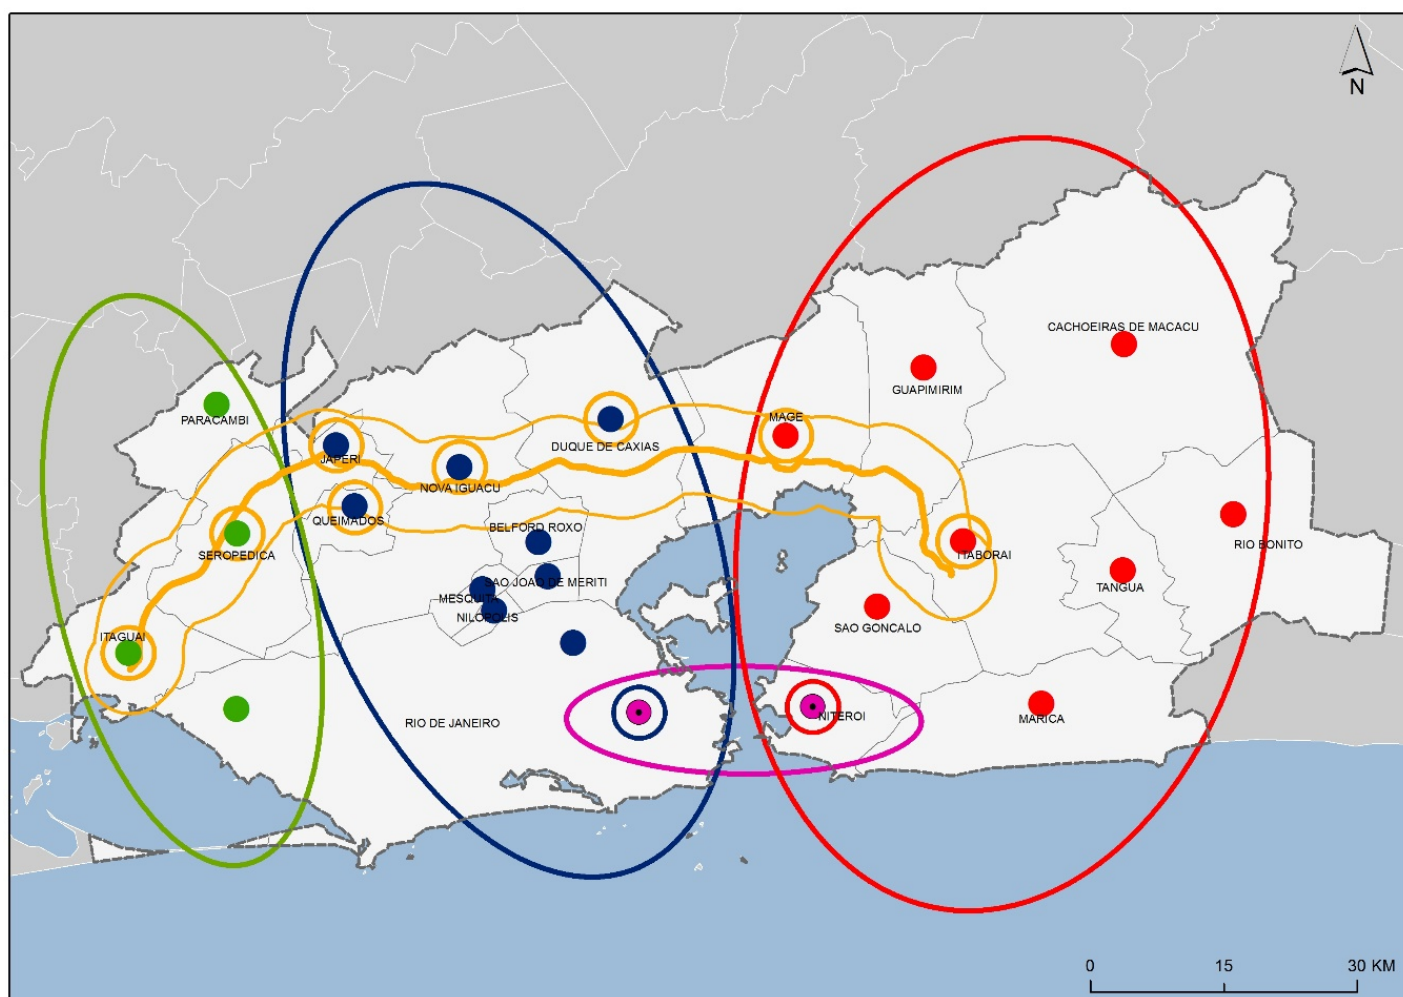 N
CACHOEIRAS DE MACACU
GUAPIMIRIM
PARACAMBI
MAGE
DUQUE DE CAXIAS
JAPERI
NOVA IGUACU
QUEIMADOS
BELFORD ROXO
RIO BONITO
SEROPEDICA
ITABORAI
SAO JOAO DE MERITI
TANGUA
MESQUITA
NILOPOLIS
SAO GONCALO
ITAGUAI
RIO DE JANEIRO
NITEROI
MARICA
0 15 30 KM